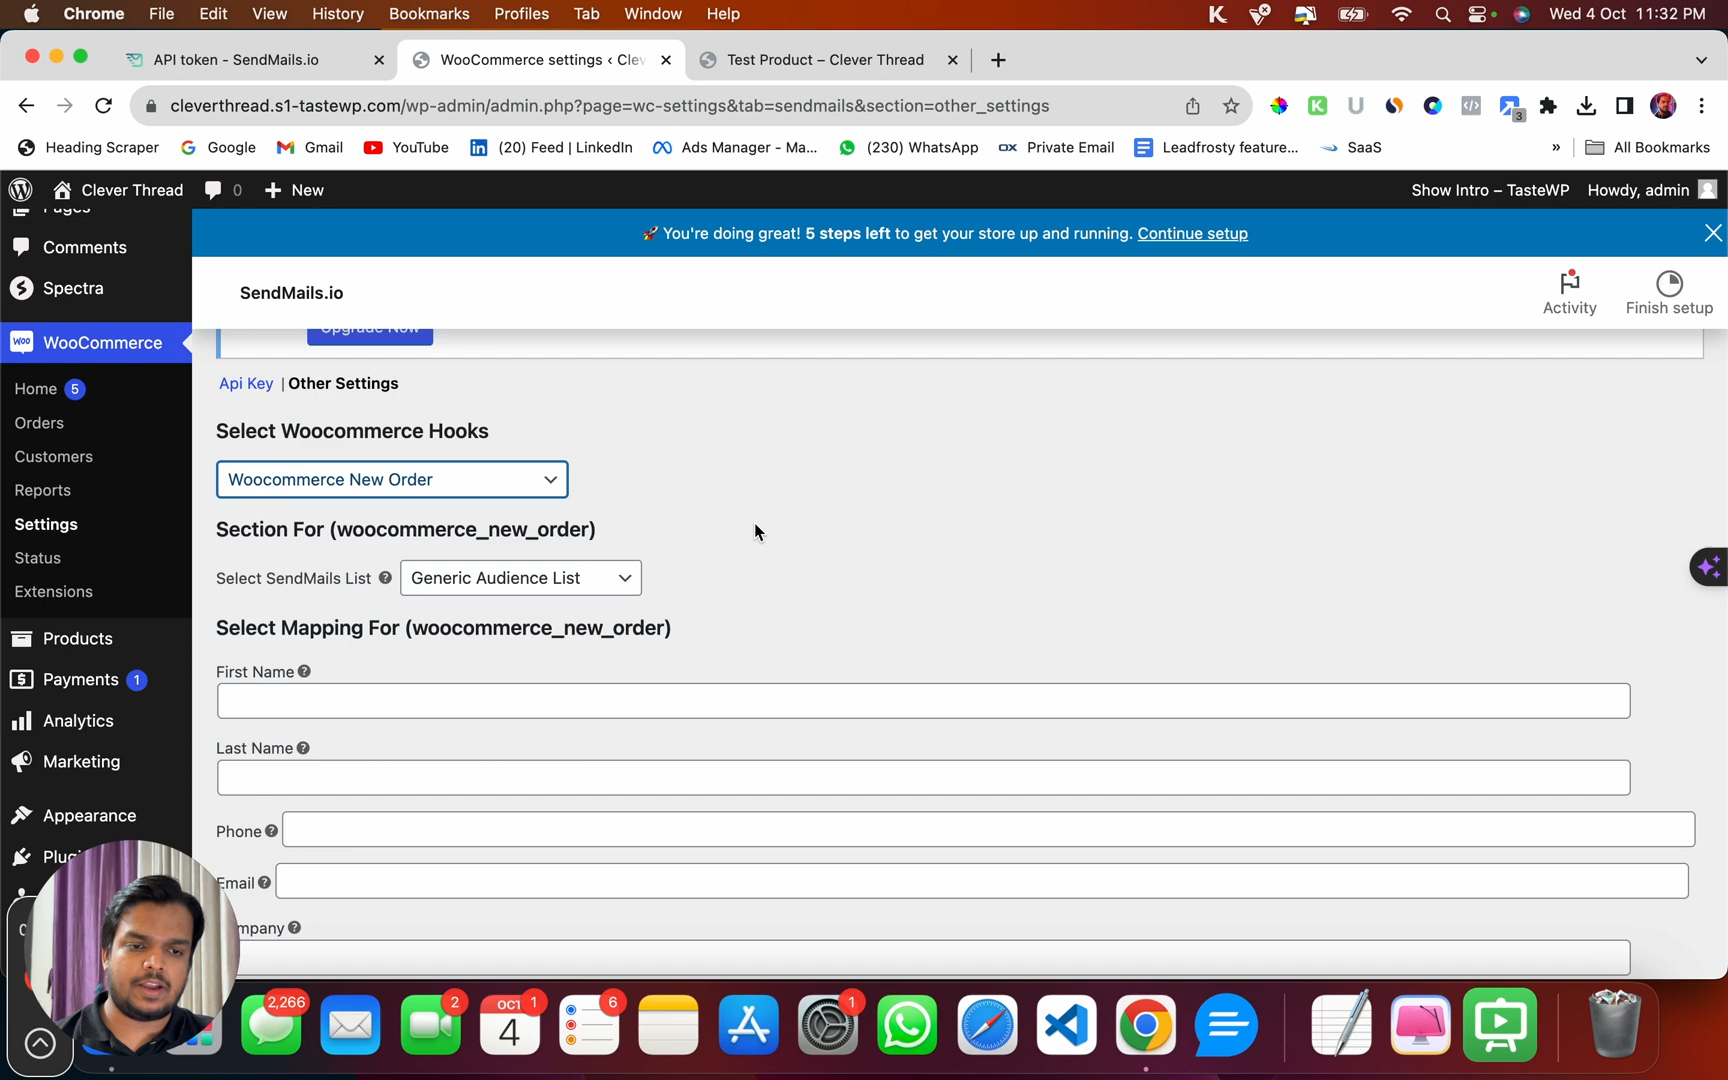 Chrome File Edit View History Bookmarks Profiles Tab Window Help Wed 4 Oct 11:32 PM
API token - SendMails.io WooCommerce settings ‹ Clev Test Product – Clever Thread
cleverthread.s1-tastewp.com/wp-admin/admin.php?page=wc-settings&tab=sendmails&section=other_settings 3
Heading Scraper Google Gmail YouTube (20) Feed | LinkedIn Ads Manager - Ma... (230) WhatsApp Private Email Leadfrosty feature... SaaS » All Bookmarks
Clever Thread 0 New Show Intro – TasteWP Howdy, admin
Pages
Comments
Spectra
WooCommerce
Home 5
Orders
Customers
Reports
Settings
Status
Extensions
Products
Payments 1
Analytics
Marketing
Appearance
Plugi
🚀 You're doing great! 5 steps left to get your store up and running. Continue setup
SendMails.io
Activity
Finish setup
Upgrade Now
Api Key | Other Settings
Select Woocommerce Hooks
Woocommerce New Order
Section For (woocommerce_new_order)
Select SendMails List Generic Audience List
Select Mapping For (woocommerce_new_order)
First Name
Last Name
Phone
Email
mpany
2,266 2 OCT 4 1 6 1